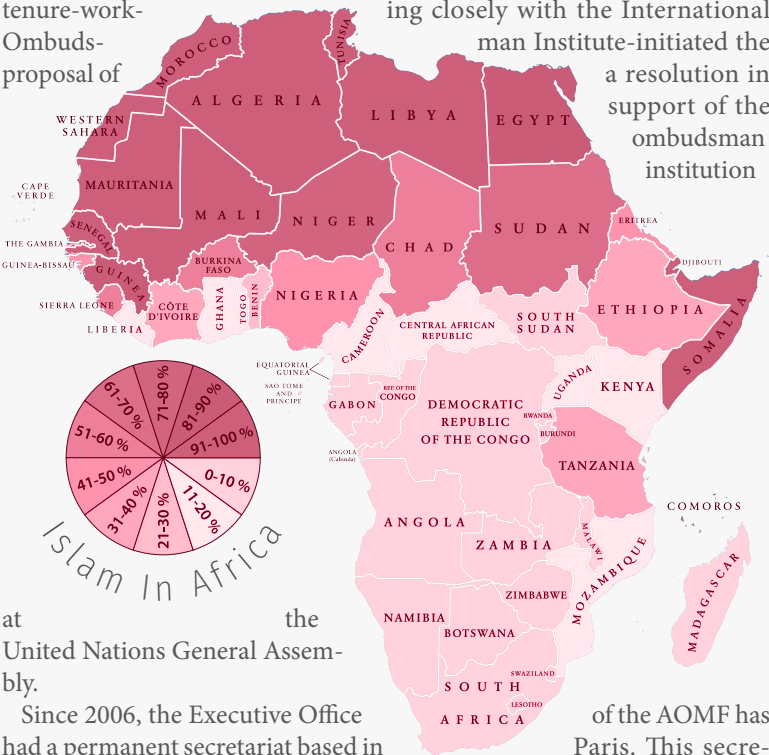 tenure-work-
ing closely with the International
Ombuds-
man Institute-initiated the
proposal of
a resolution in
support of the
ombudsman
institution
MOROCCO
TUNISIA
ALGERIA
LIBYA
EGYPT
WESTERN
SAHARA
CAPE
VERDE
MAURITANIA
MALI
NIGER
CHAD
SUDAN
ERITREA
SENEGAL
THE GAMBIA
GUINEA-BISSAU
GUINEA
BURKINA
FASO
DJIBOUTI
SIERRA LEONE
LIBERIA
CÔTE
D'IVOIRE
GHANA
TOGO
BENIN
NIGERIA
CAMEROON
CENTRAL AFRICAN
REPUBLIC
SOUTH
SUDAN
ETHIOPIA
SOMALIA
EQUATORIAL
GUINEA
SAO TOME
AND
PRINCIPE
GABON
REP. OF THE
CONGO
DEMOCRATIC
REPUBLIC
OF THE CONGO
UGANDA
KENYA
RWANDA
BURUNDI
TANZANIA
ANGOLA
(Cabinda)
ANGOLA
ZAMBIA
MALAWI
MOZAMBIQUE
COMOROS
MADAGASCAR
ZIMBABWE
NAMIBIA
BOTSWANA
SWAZILAND
LESOTHO
SOUTH
AFRICA
61-70 %
71-80 %
81-90 %
51-60 %
91-100 %
41-50 %
0-10 %
31-40 %
21-30 %
11-20 %
Islam In Africa
at the
United Nations General Assem-
bly.
Since 2006, the Executive Office
of the AOMF has
had a permanent secretariat based in
Paris. This secre-